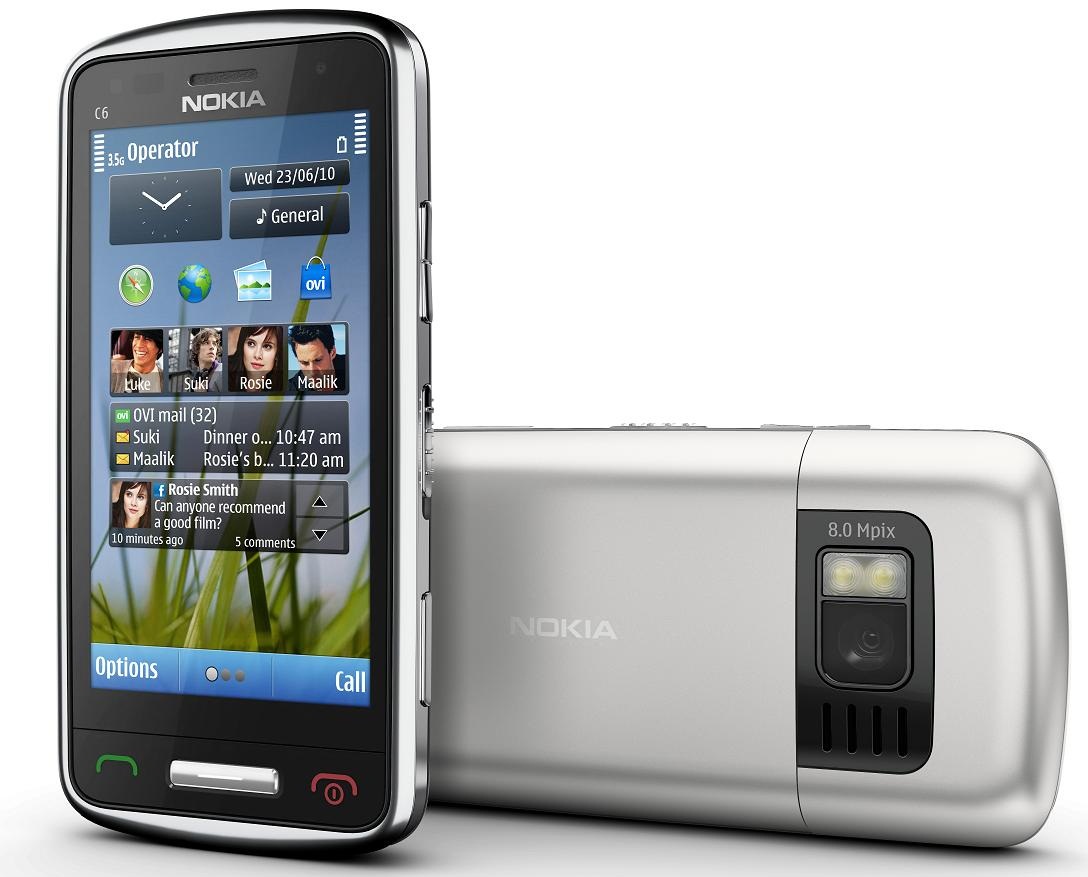 C6
NOKIA
3.5G Operator
Wed 23/06/10
General
ovi
Luke Suki Rosie Maalik
ovi OVI mail (32)
Suki Dinner o... 10:47 am
Maalik Rosie's b... 11:20 am
f Rosie Smith
Can anyone recommend
a good film?
10 minutes ago 5 comments
Options Call
8.0 Mpix
NOKIA